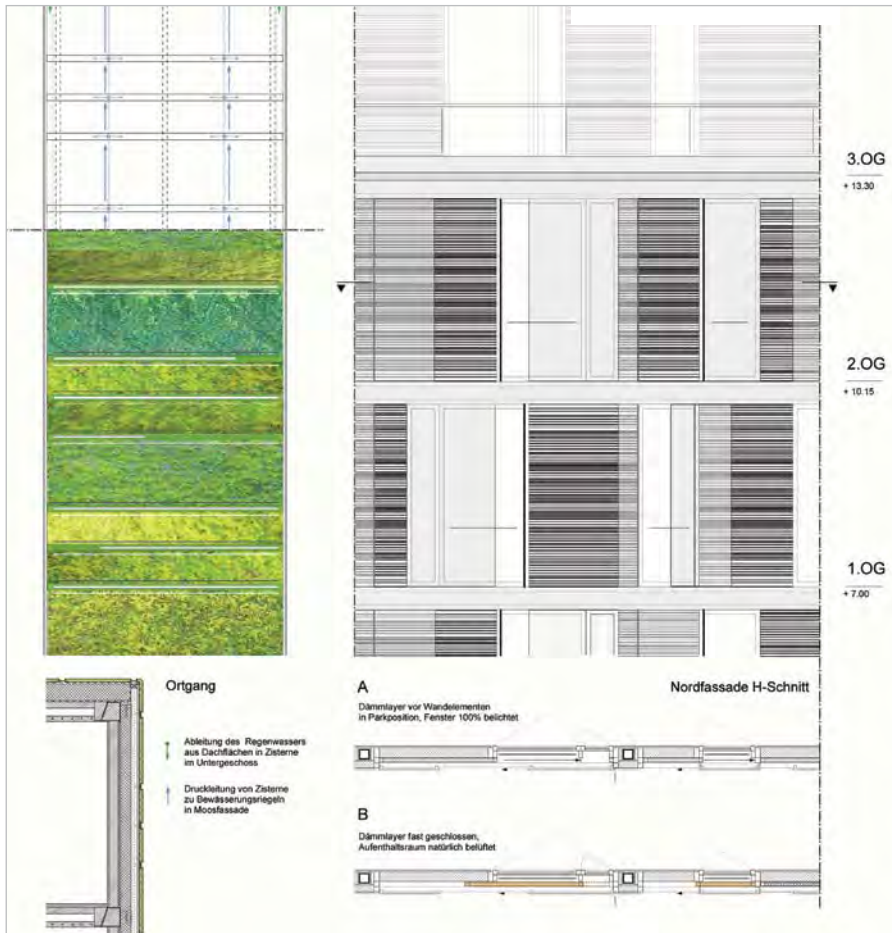 3.OG
+ 13.30
2.OG
+ 10.15
1.OG
+ 7.00
Ortgang
Ableitung des Regenwassers
aus Dachflächen in Zisterne
im Untergeschoss
Druckleitung von Zisterne
zu Bewässerungsriegeln
in Moosfassade
A
Nordfassade H-Schnitt
Dämmlayer vor Wandelementen
in Parkposition, Fenster 100% belichtet
B
Dämmlayer fast geschlossen,
Aufenthaltsraum natürlich belüftet